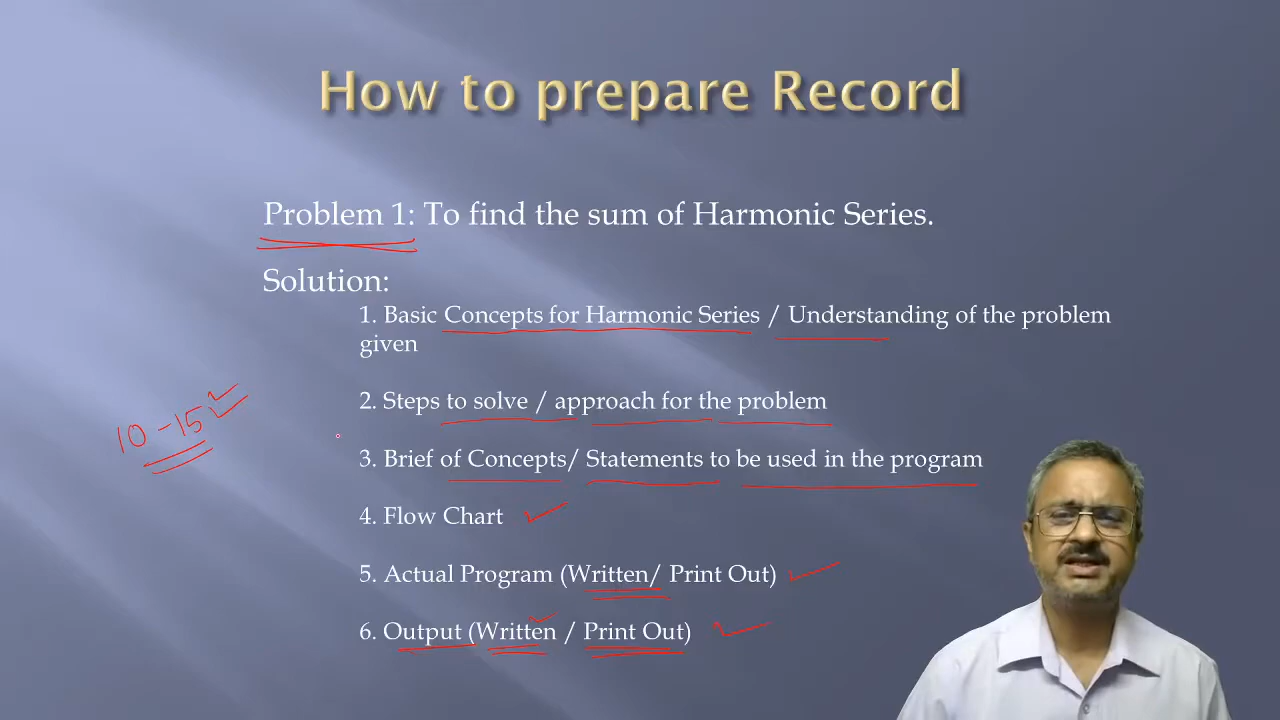 How to prepare Record
Problem 1: To find the sum of Harmonic Series.
Solution:
1. Basic Concepts for Harmonic Series / Understanding of the problem
given
2. Steps to solve / approach for the problem
10-15
3. Brief of Concepts/ Statements to be used in the program
4. Flow Chart
5. Actual Program (Written/ Print Out)
6. Output (Written / Print Out)